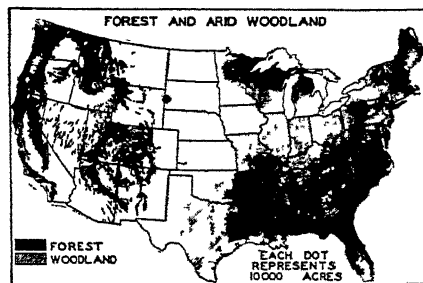 FOREST AND ARID WOODLAND
FOREST
WOODLAND
EACH DOT
REPRESENTS
10000 ACRES